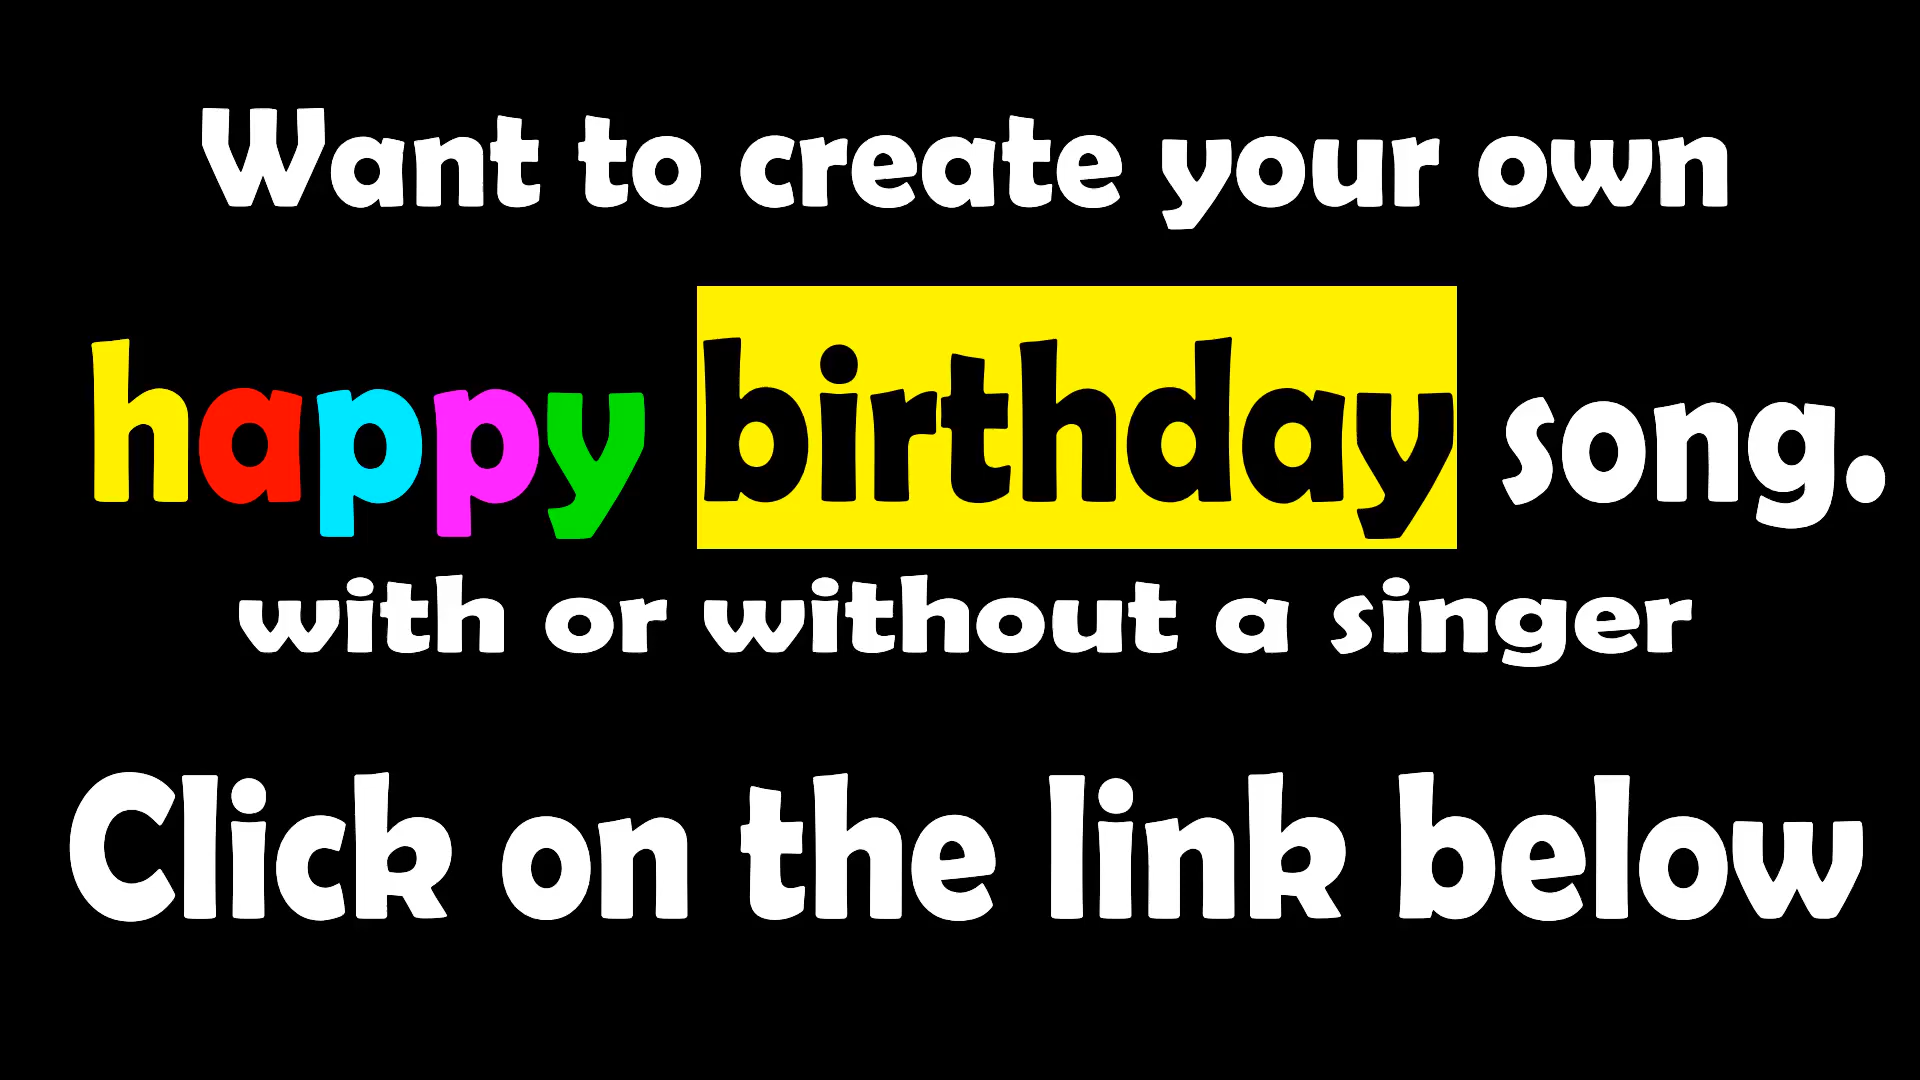 Want to create your own
happy birthday song.
with or without a singer
Click on the link below